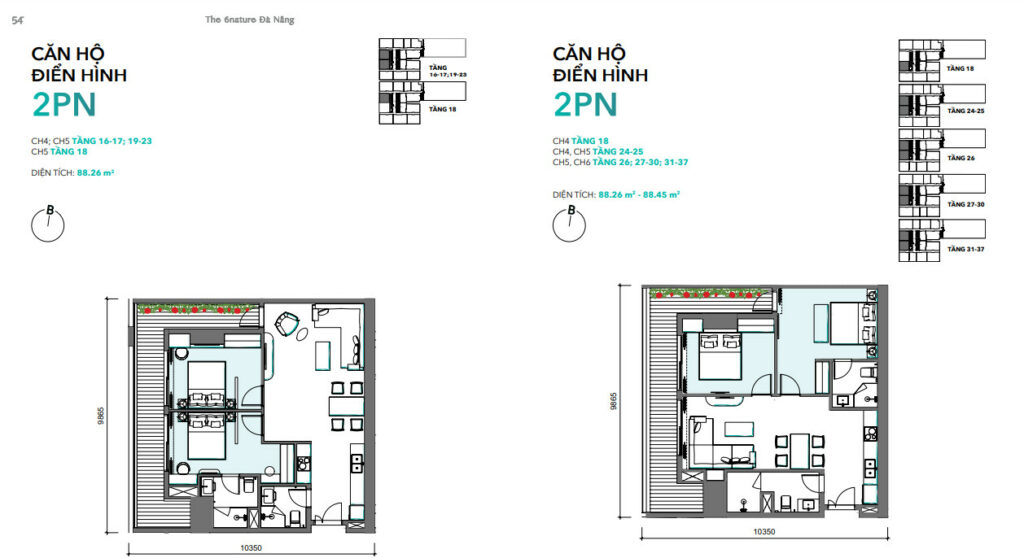 54
The 6nature Đà Nẵng
CĂN HỘ
ĐIỂN HÌNH
2PN
CH4; CH5 TẦNG 16-17; 19-23
CH5 TẦNG 18
DIỆN TÍCH: 88.26 m²
B
TẦNG
16-17;19-23
TẦNG 18
9865
10350
CĂN HỘ
ĐIỂN HÌNH
2PN
CH4 TẦNG 18
CH4, CH5 TẦNG 24-25
CH5, CH6 TẦNG 26; 27-30; 31-37
DIỆN TÍCH: 88.26 m² - 88.45 m²
B
TẦNG 18
TẦNG 24-25
TẦNG 26
TẦNG 27-30
TẦNG 31-37
9865
10350